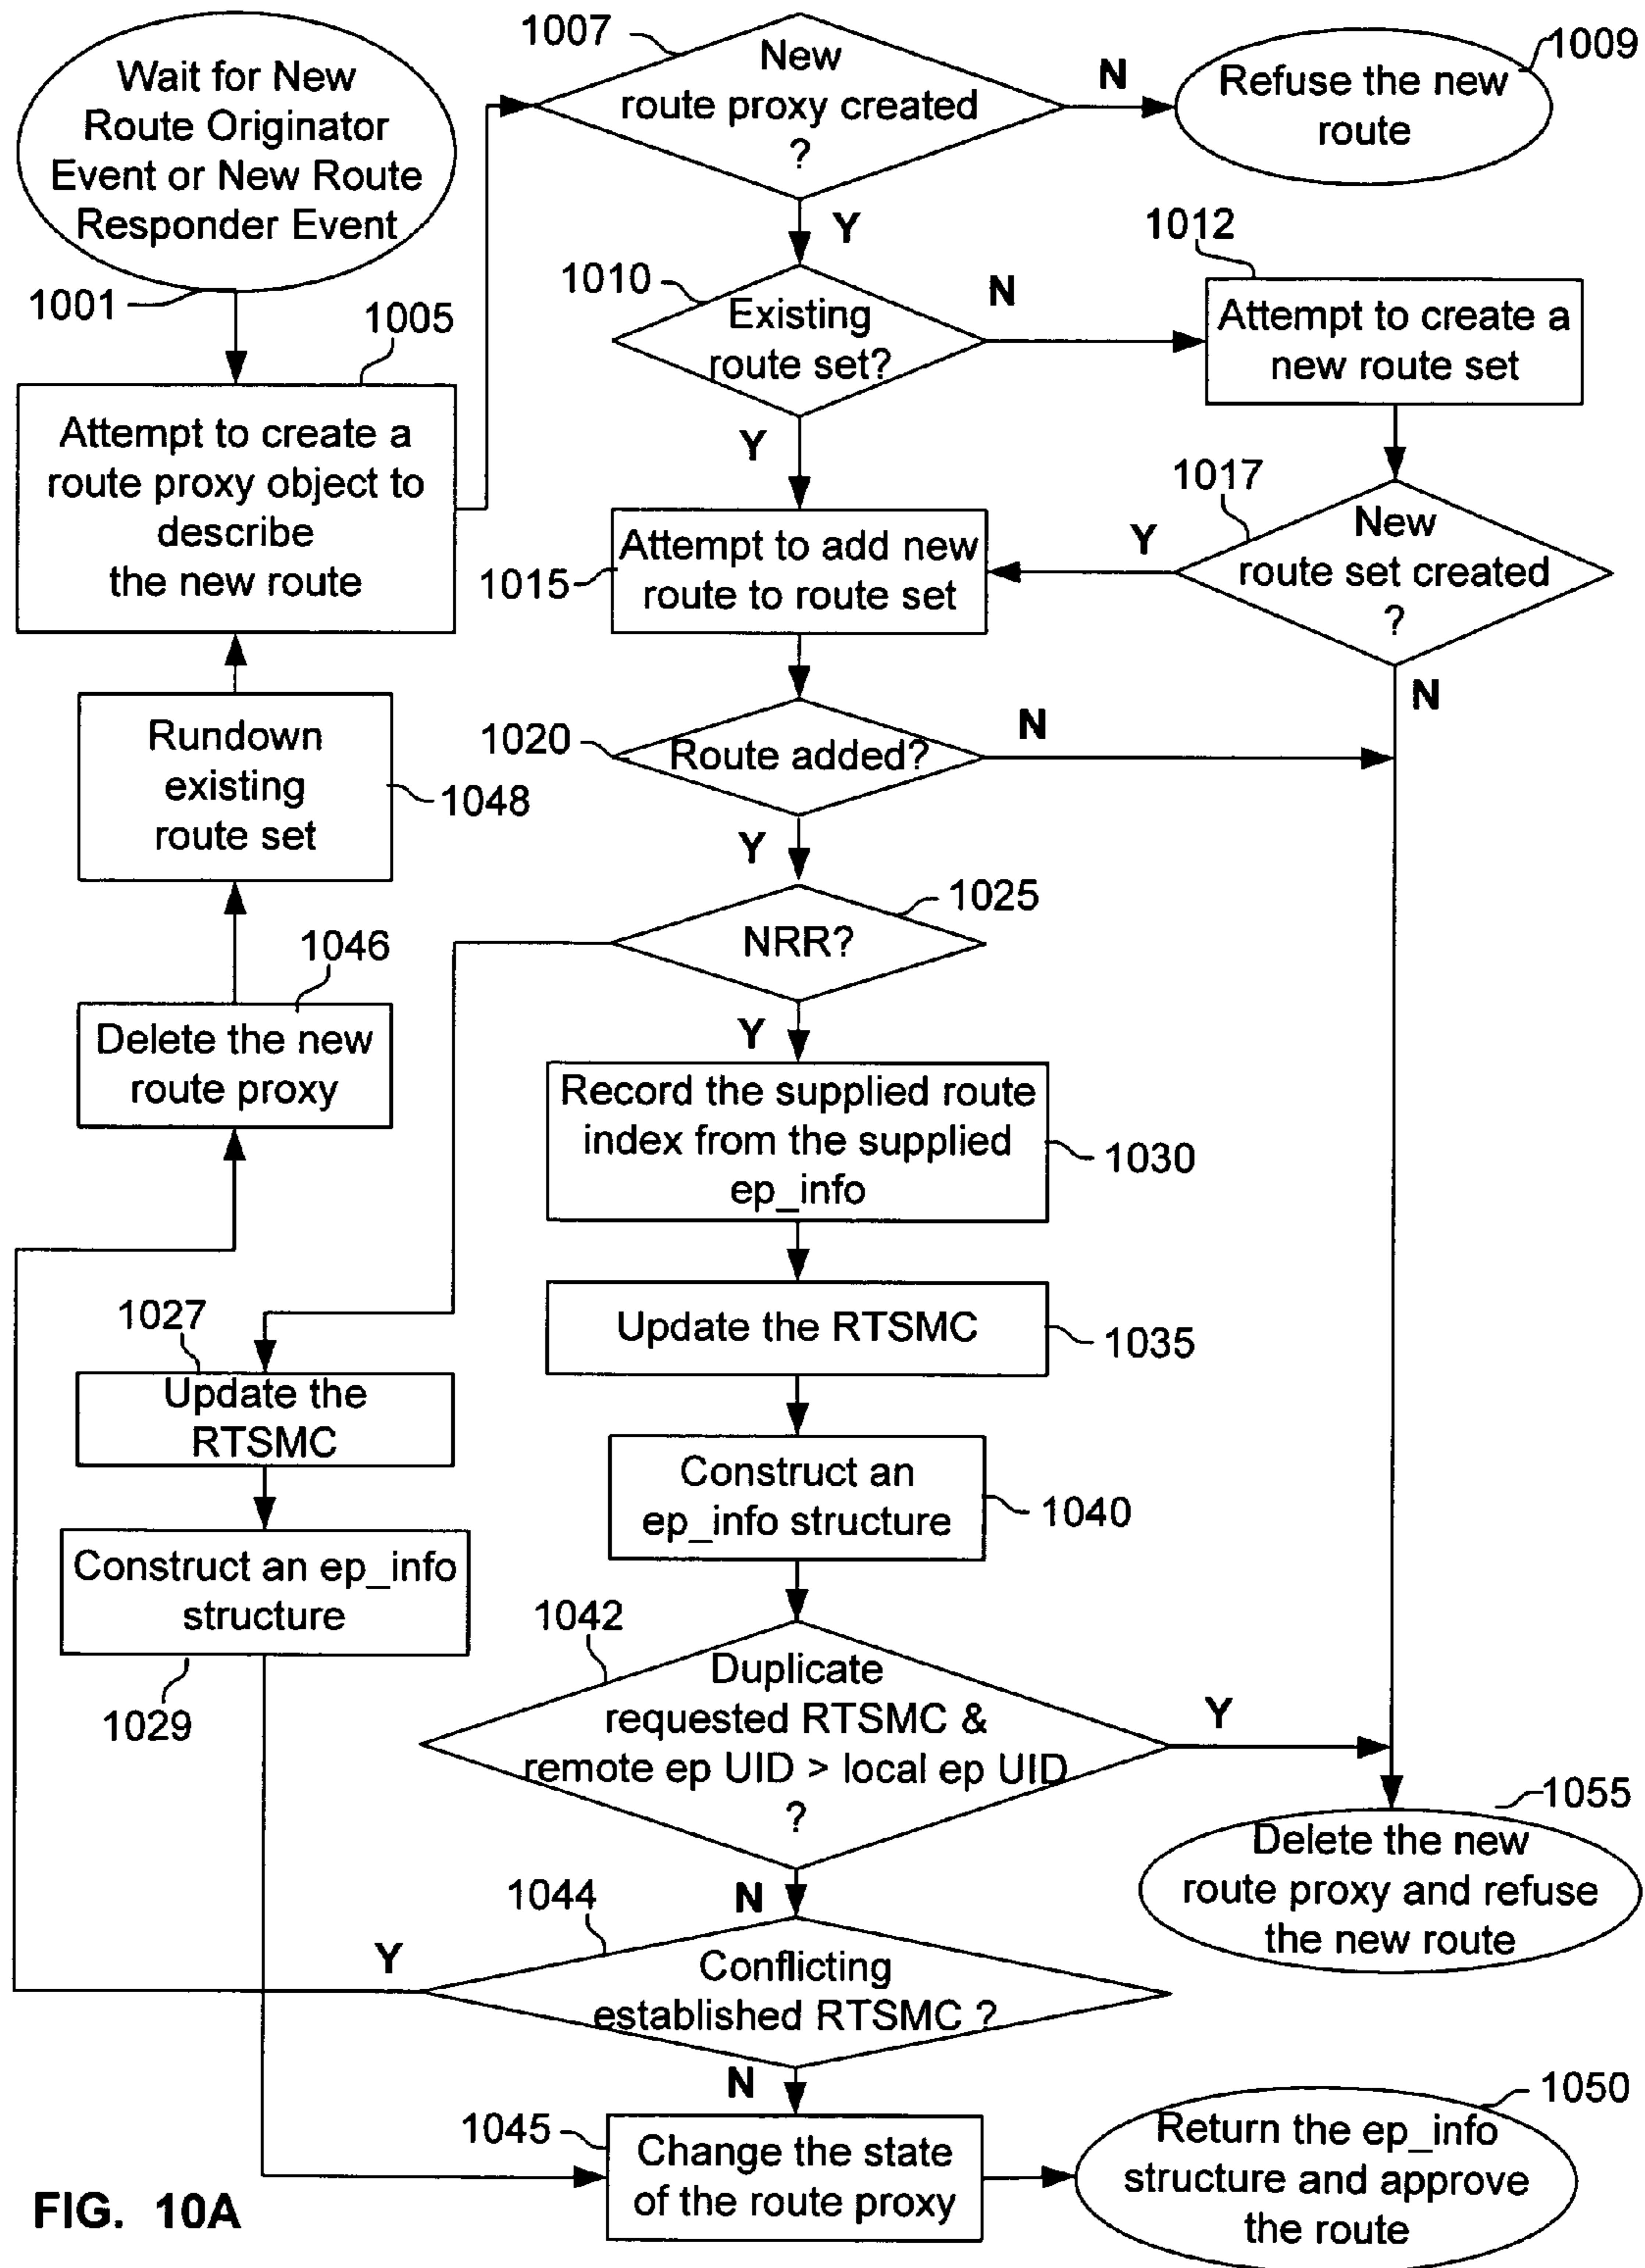 Wait for New
Route Originator
Event or New Route
Responder Event
1001
1005
Attempt to create a
route proxy object to
describe
the new route
1007
New
route proxy created
?
N
Y
1009
Refuse the new
route
1010
Existing
route set?
N
Y
1012
Attempt to create a
new route set
1017
New
route set created
?
Y
N
1015
Attempt to add new
route to route set
1020
Route added?
N
Y
Rundown
existing
route set
1048
1025
NRR?
Y
1046
Delete the new
route proxy
Record the supplied route
index from the supplied
ep_info
1030
Update the RTSMC
1035
1027
Update the
RTSMC
Construct an
ep_info structure
1040
Construct an ep_info
structure
1029
1042
Duplicate
requested RTSMC &
remote ep UID > local ep UID
?
Y
N
1055
Delete the new
route proxy and refuse
the new route
1044
Conflicting
established RTSMC ?
Y
N
1045
Change the state
of the route proxy
1050
Return the ep_info
structure and approve
the route
FIG. 10A